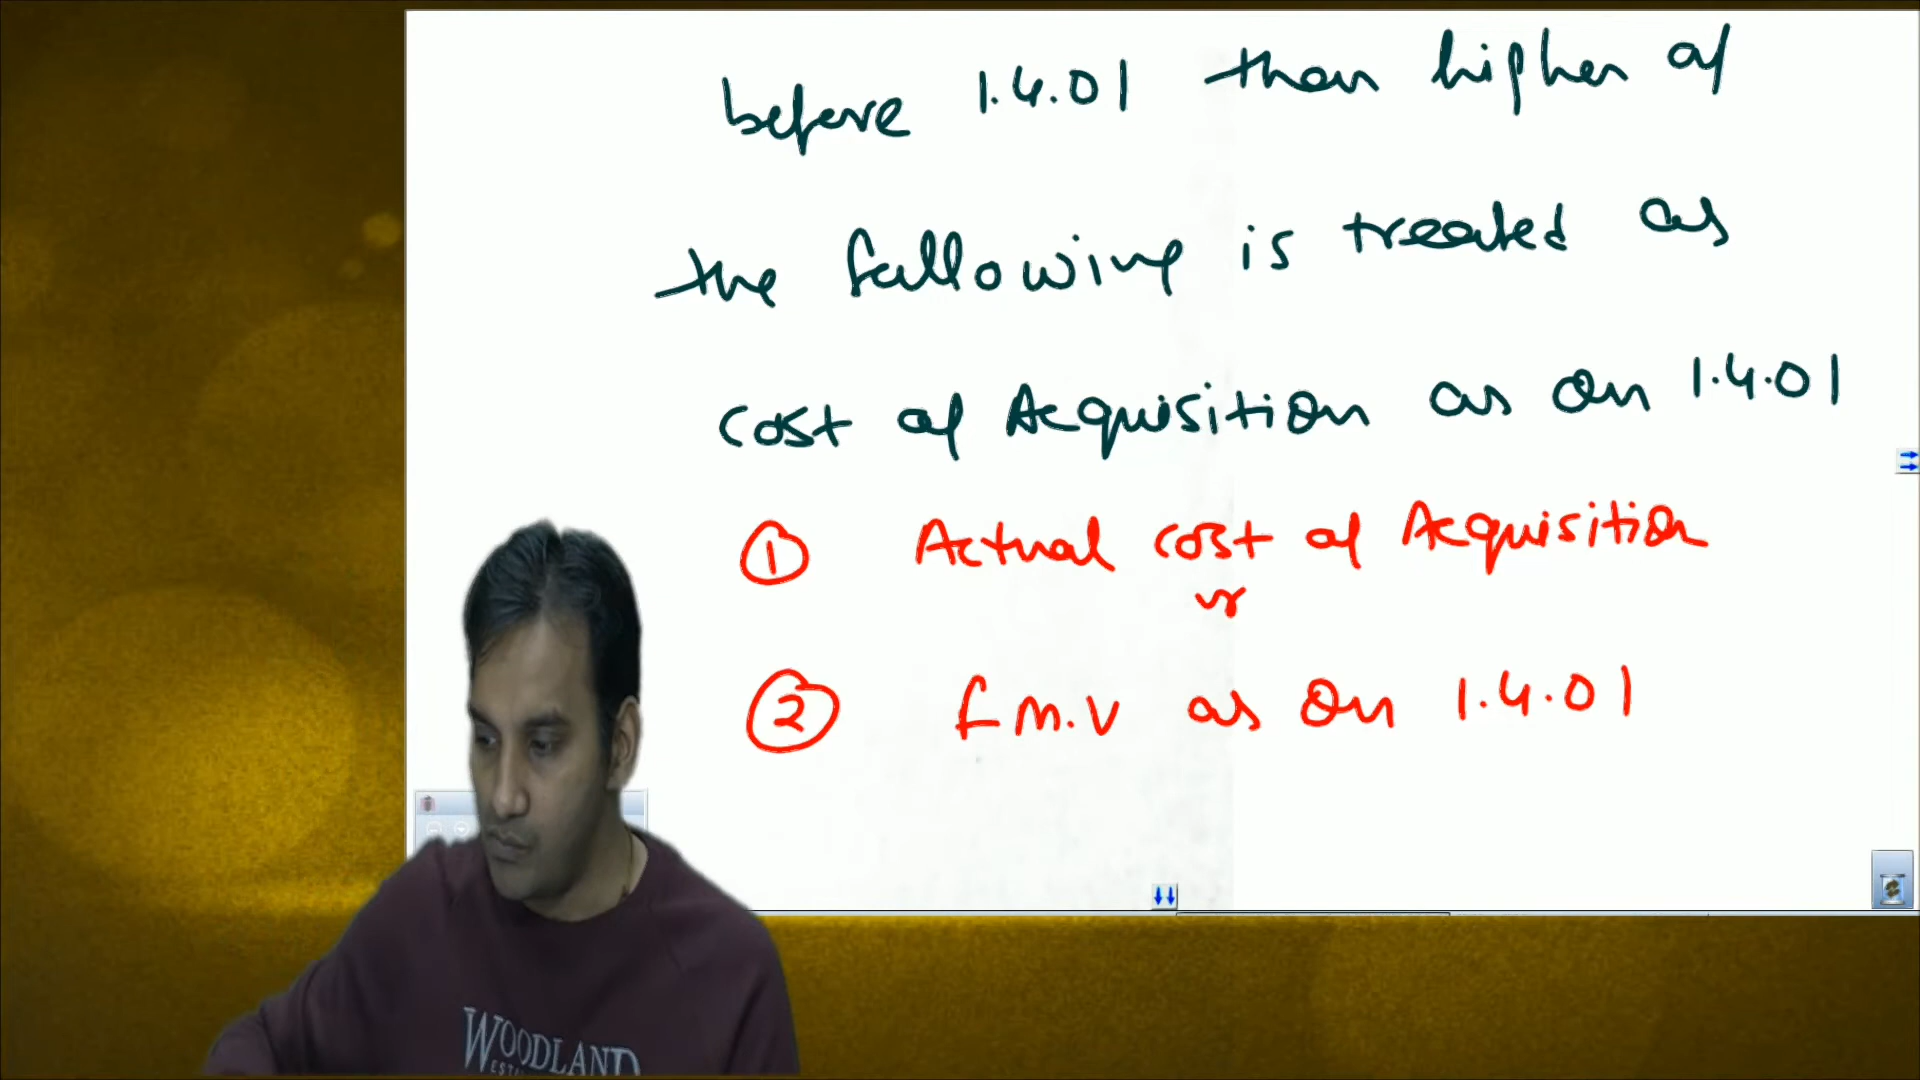 before 1.4.01 then higher of
the following is treated as
cost of Acquisition as on 1.4.01
① Actual cost of Acquisition
or
② F.M.V as on 1.4.01
WOODLAND